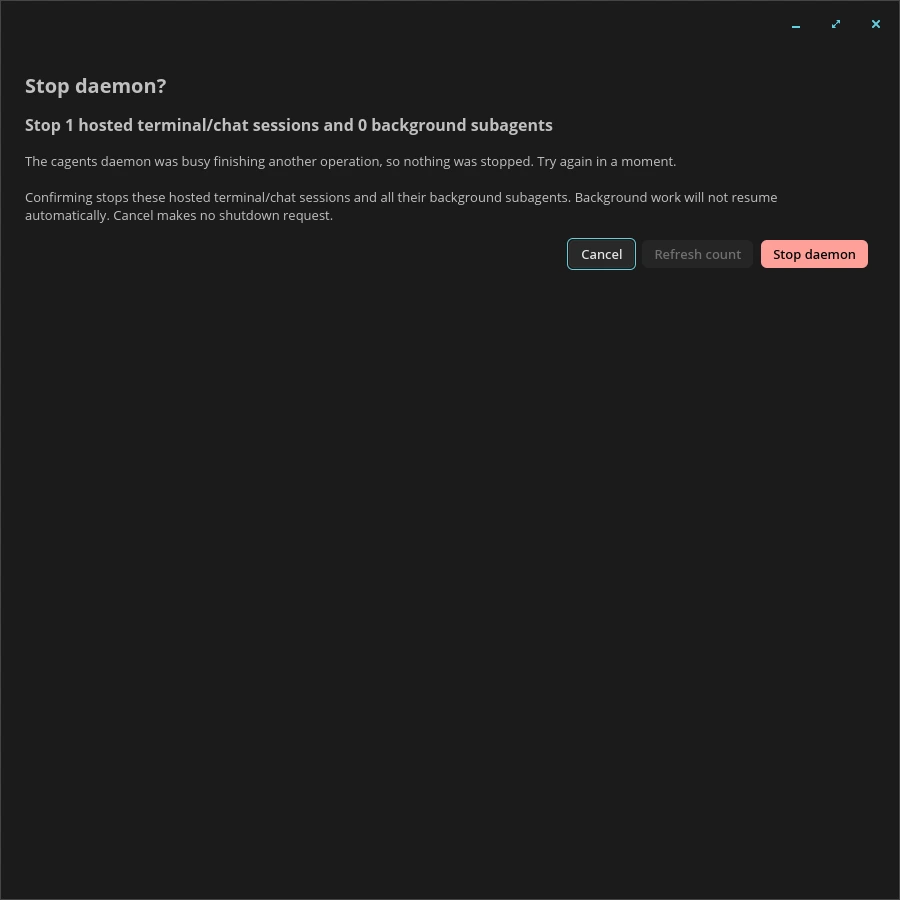 Stop daemon?
Stop 1 hosted terminal/chat sessions and 0 background subagents
The cagents daemon was busy finishing another operation, so nothing was stopped. Try again in a moment.
Confirming stops these hosted terminal/chat sessions and all their background subagents. Background work will not resume
automatically. Cancel makes no shutdown request.
Cancel Refresh count Stop daemon